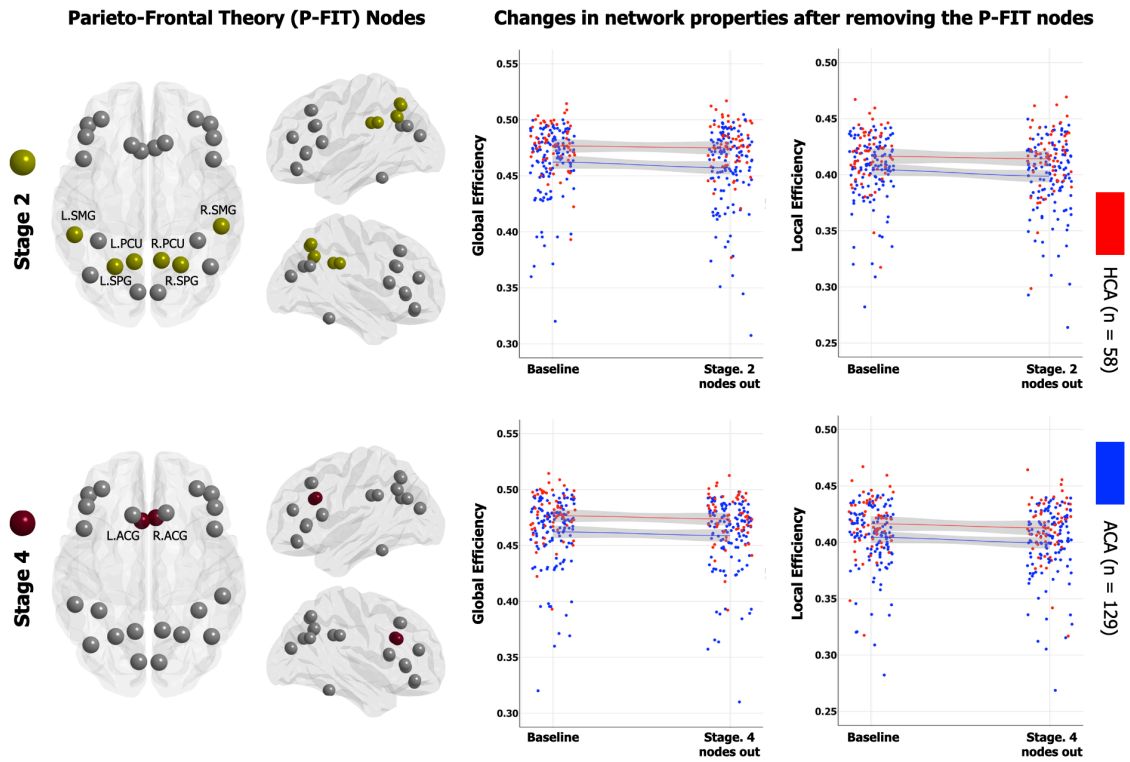 Parieto-Frontal Theory (P-FIT) Nodes
Changes in network properties after removing the P-FIT nodes
Stage 2
L.SMG
R.SMG
L.PCU
R.PCU
L.SPG
R.SPG
Global Efficiency
0.55
0.50
0.45
0.40
0.35
0.30
Baseline
Stage. 2
nodes out
Local Efficiency
0.50
0.45
0.40
0.35
0.30
0.25
Baseline
Stage. 2
nodes out
HCA (n = 58)
Stage 4
L.ACG
R.ACG
Global Efficiency
0.55
0.50
0.45
0.40
0.35
0.30
Baseline
Stage. 4
nodes out
Local Efficiency
0.50
0.45
0.40
0.35
0.30
0.25
Baseline
Stage. 4
nodes out
ACA (n = 129)